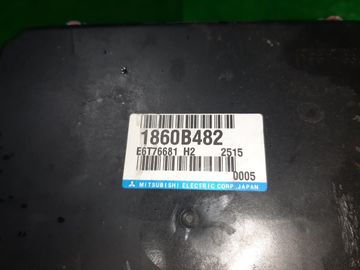 1860B482
E6T76681 H2 2515
0005
MITSUBISHI ELECTRIC CORP. JAPAN